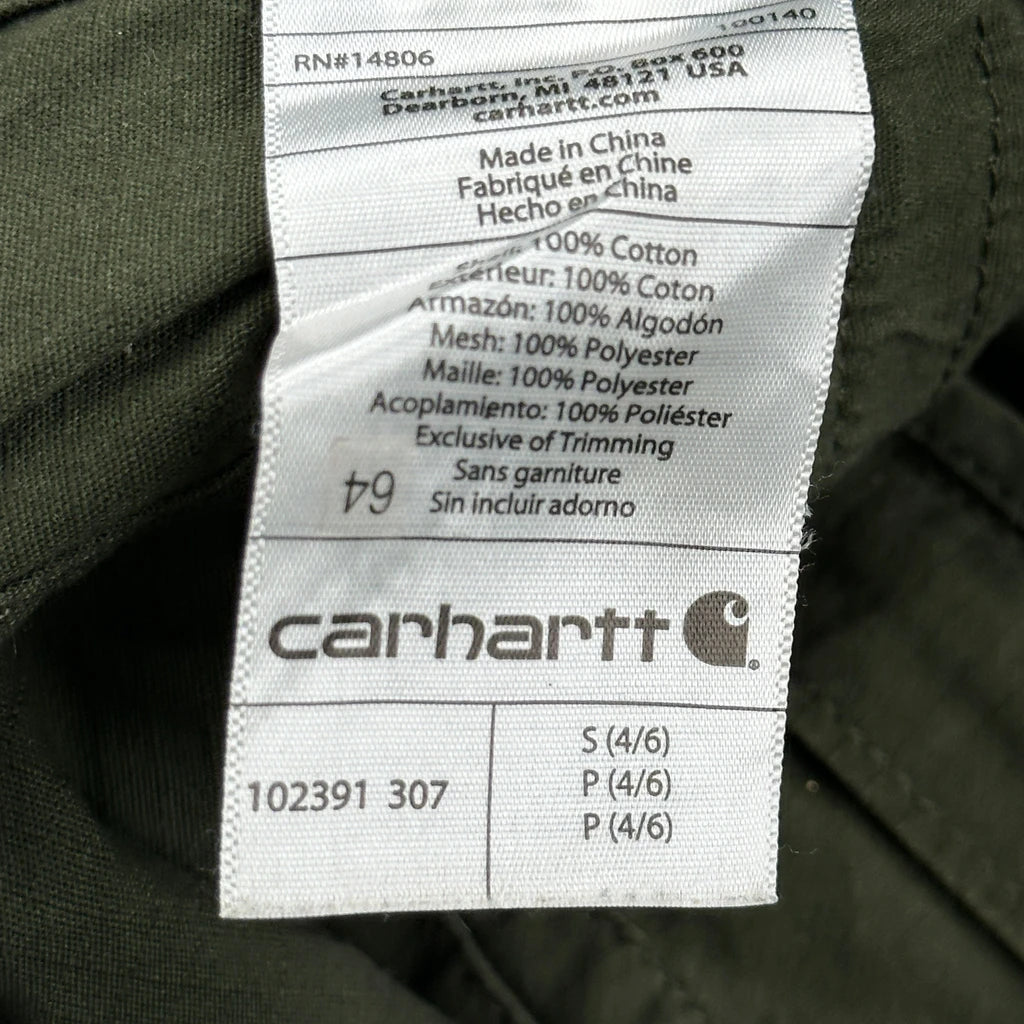 100140
RN#14806
Carhartt, Inc. P.O. Box 600
Dearborn, MI 48121 USA
carhartt.com
Made in China
Fabriqué en Chine
Hecho en China
100% Cotton
Extérieur: 100% Coton
Armazón: 100% Algodón
Mesh: 100% Polyester
Maille: 100% Polyester
Acoplamiento: 100% Poliéster
Exclusive of Trimming
Sans garniture
Sin incluir adorno
64
carhartt
102391 307
S (4/6)
P (4/6)
P (4/6)